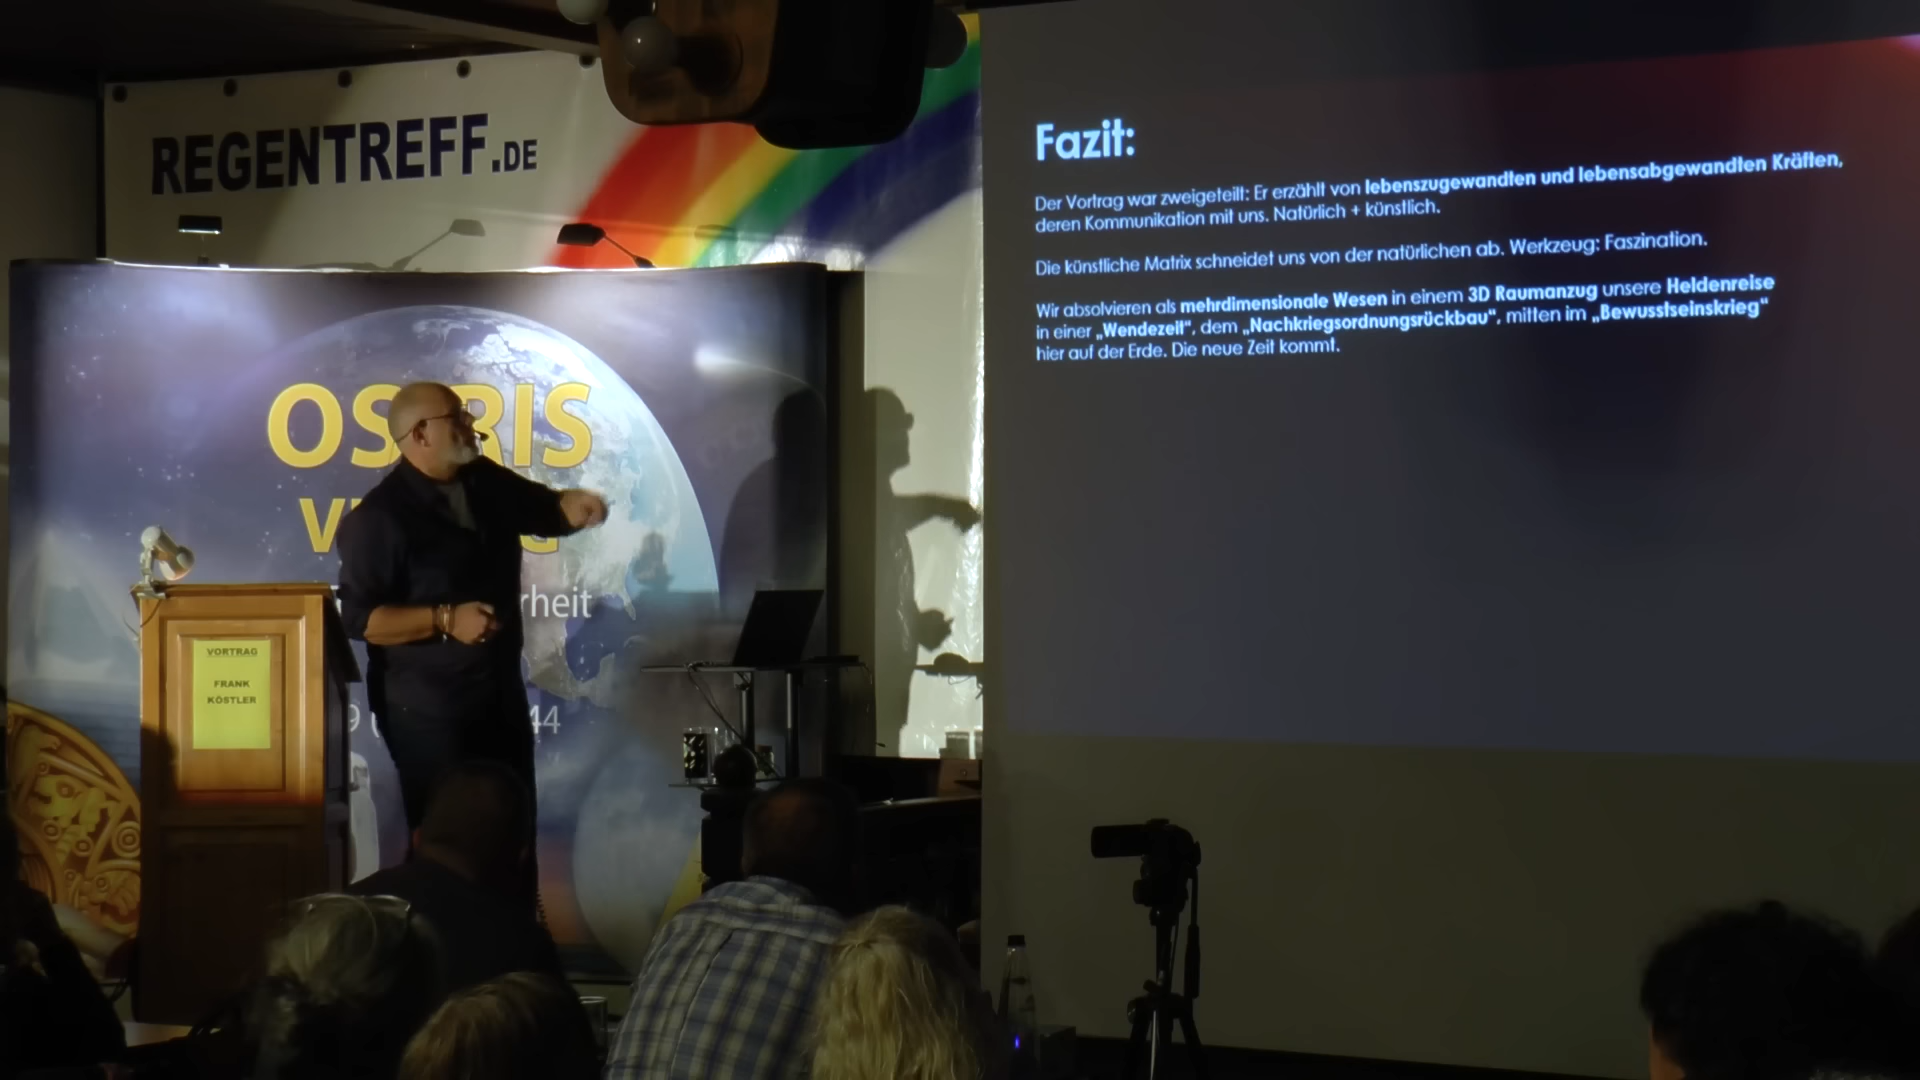 REGENTREFF.DE
OSIRIS
rheit
44
VORTRAG
FRANK
KÖSTLER
Fazit:
Der Vortrag war zweigeteilt: Er erzählt von lebenszugewandten und lebensabgewandten Kräften,
deren Kommunikation mit uns. Natürlich + künstlich.
Die künstliche Matrix schneidet uns von der natürlichen ab. Werkzeug: Faszination.
Wir absolvieren als mehrdimensionale Wesen in einem 3D Raumanzug unsere Heldenreise
in einer „Wendezeit“, dem „Nachkriegsordnungsrückbau“, mitten im „Bewusstseinskrieg“
hier auf der Erde. Die neue Zeit kommt.